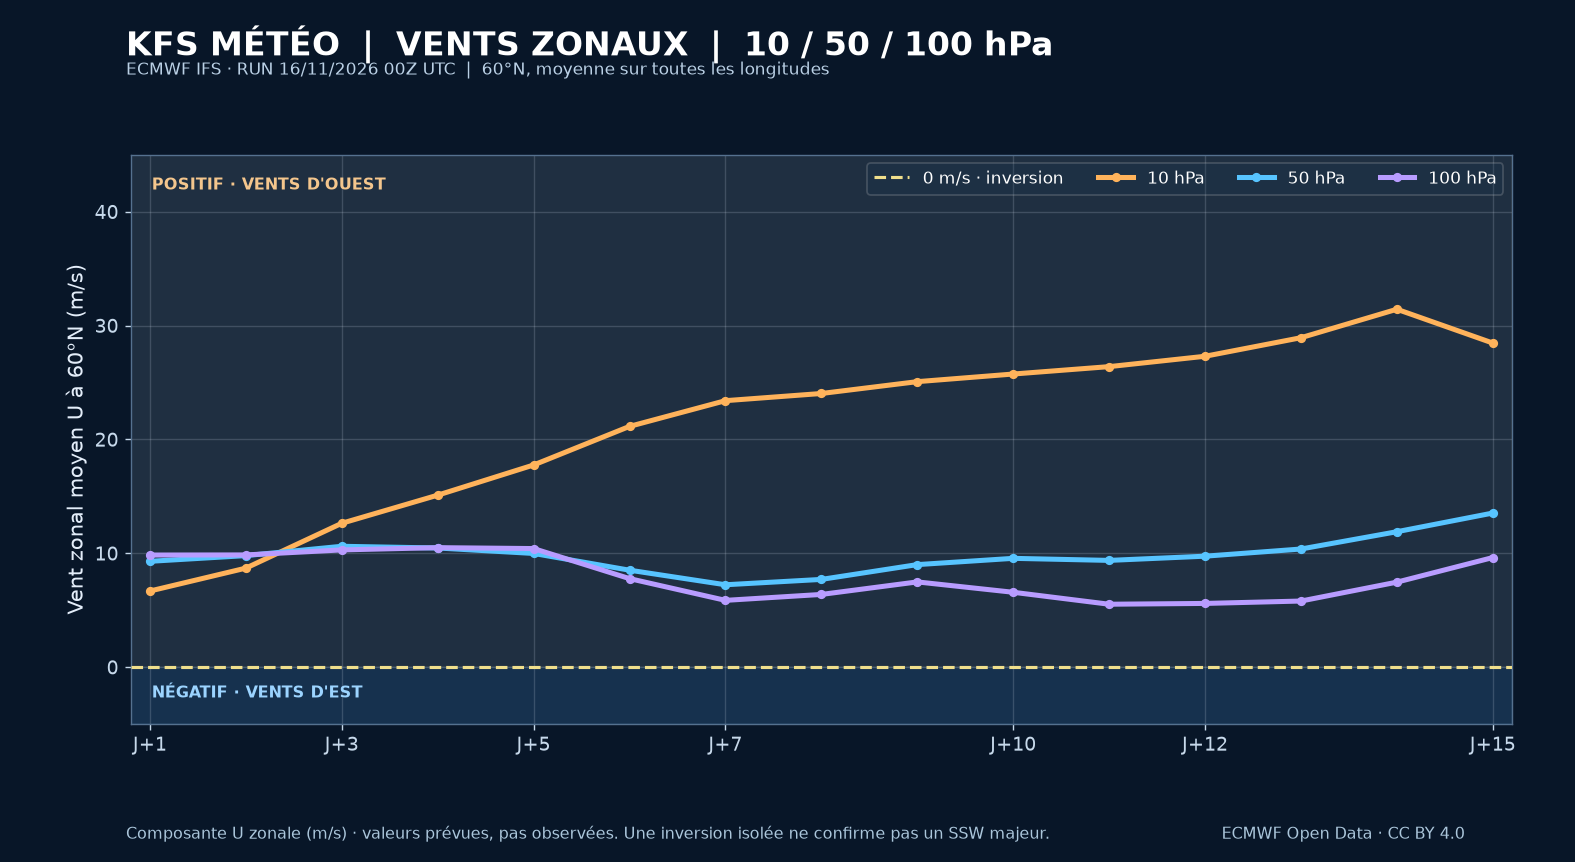 KFS MÉTÉO | VENTS ZONAUX | 10 / 50 / 100 hPa
ECMWF IFS · RUN 16/11/2026 00Z UTC | 60°N, moyenne sur toutes les longitudes
POSITIF · VENTS D'OUEST
0 m/s · inversion
10 hPa
50 hPa
100 hPa
Vent zonal moyen U à 60°N (m/s)
40
30
20
10
0
NÉGATIF · VENTS D'EST
J+1
J+3
J+5
J+7
J+10
J+12
J+15
Composante U zonale (m/s) · valeurs prévues, pas observées. Une inversion isolée ne confirme pas un SSW majeur.
ECMWF Open Data · CC BY 4.0